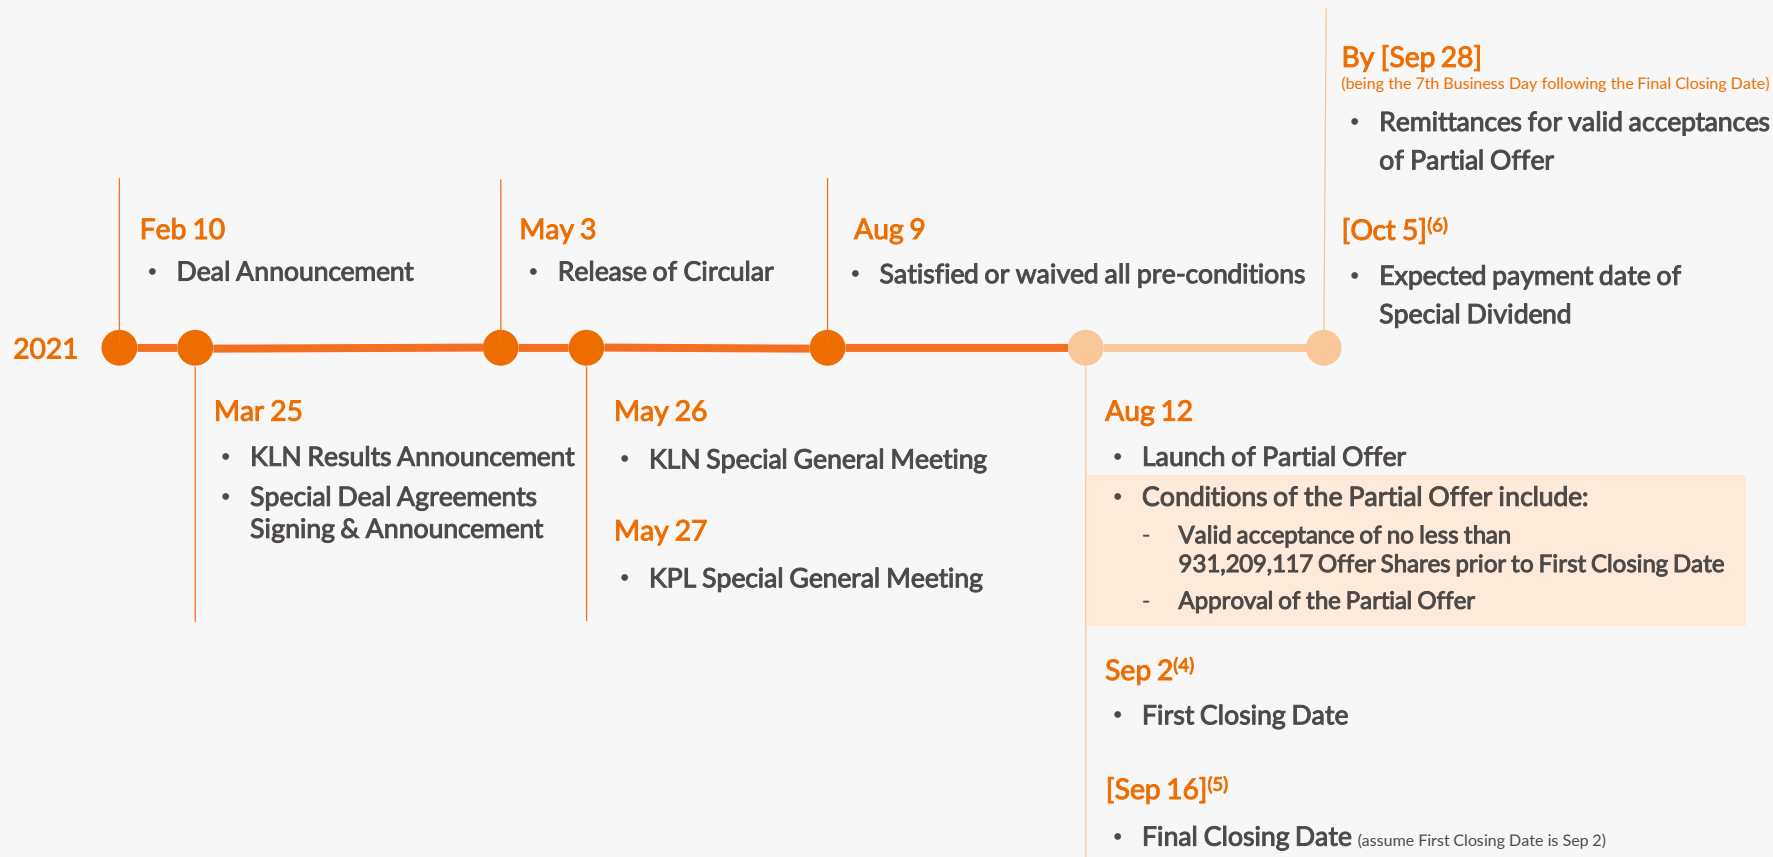 2021
Feb 10
• Deal Announcement
Mar 25
• KLN Results Announcement
• Special Deal Agreements
Signing & Announcement
May 3
• Release of Circular
May 26
• KLN Special General Meeting
May 27
• KPL Special General Meeting
Aug 9
• Satisfied or waived all pre-conditions
Aug 12
• Launch of Partial Offer
• Conditions of the Partial Offer include:
- Valid acceptance of no less than
931,209,117 Offer Shares prior to First Closing Date
- Approval of the Partial Offer
Sep 2(4)
• First Closing Date
[Sep 16](5)
• Final Closing Date (assume First Closing Date is Sep 2)
By [Sep 28]
(being the 7th Business Day following the Final Closing Date)
• Remittances for valid acceptances
of Partial Offer
[Oct 5](6)
• Expected payment date of
Special Dividend